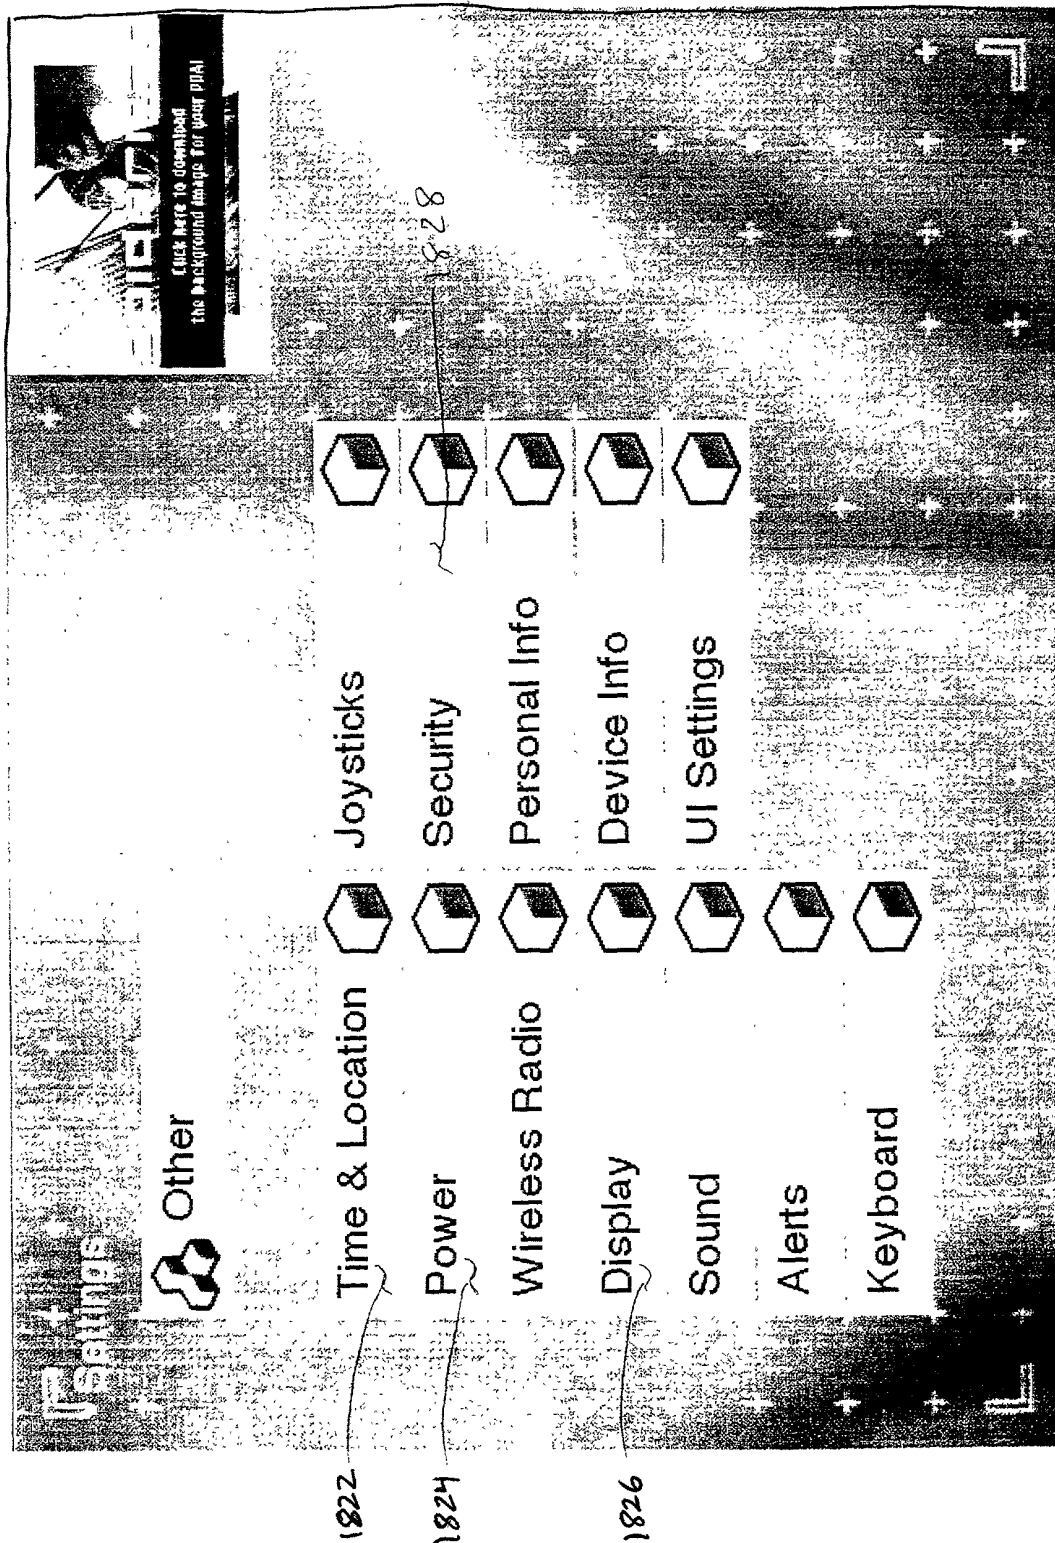 Settings
Click here to download
the background image for your PDA!
Other
Time & Location
Power
Wireless Radio
Display
Sound
Alerts
Keyboard
Joysticks
Security
Personal Info
Device Info
UI Settings
1822
1824
1826
1828